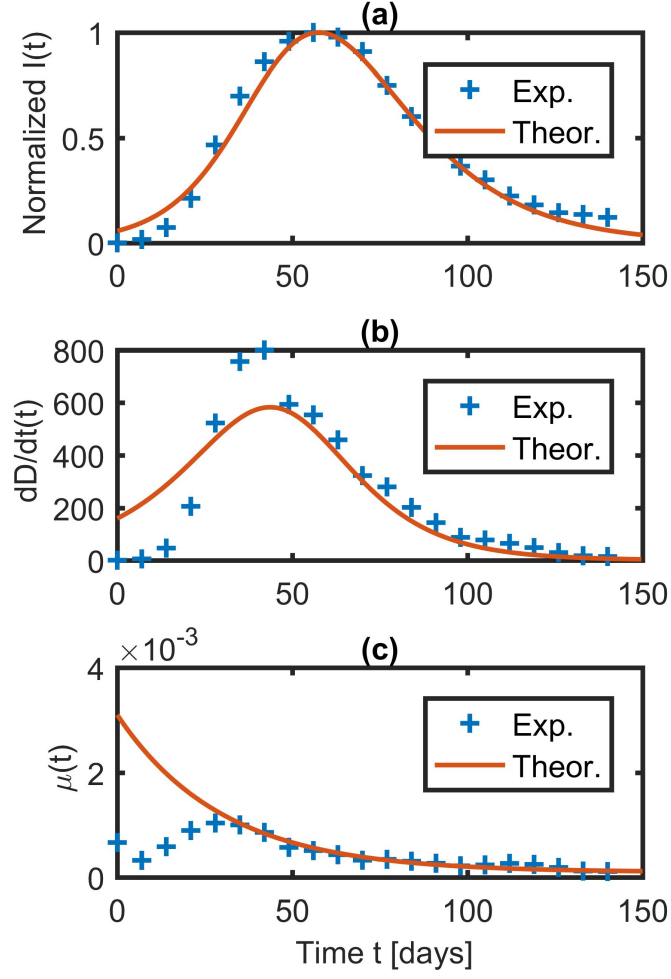 (a)
1
0.5
0
Normalized I(t)
Exp.
Theor.
0 50 100 150
(b)
800
600
400
200
0
dD/dt(t)
Exp.
Theor.
0 50 100 150
×10⁻³
(c)
4
2
0
μ(t)
Exp.
Theor.
0 50 100 150
Time t [days]